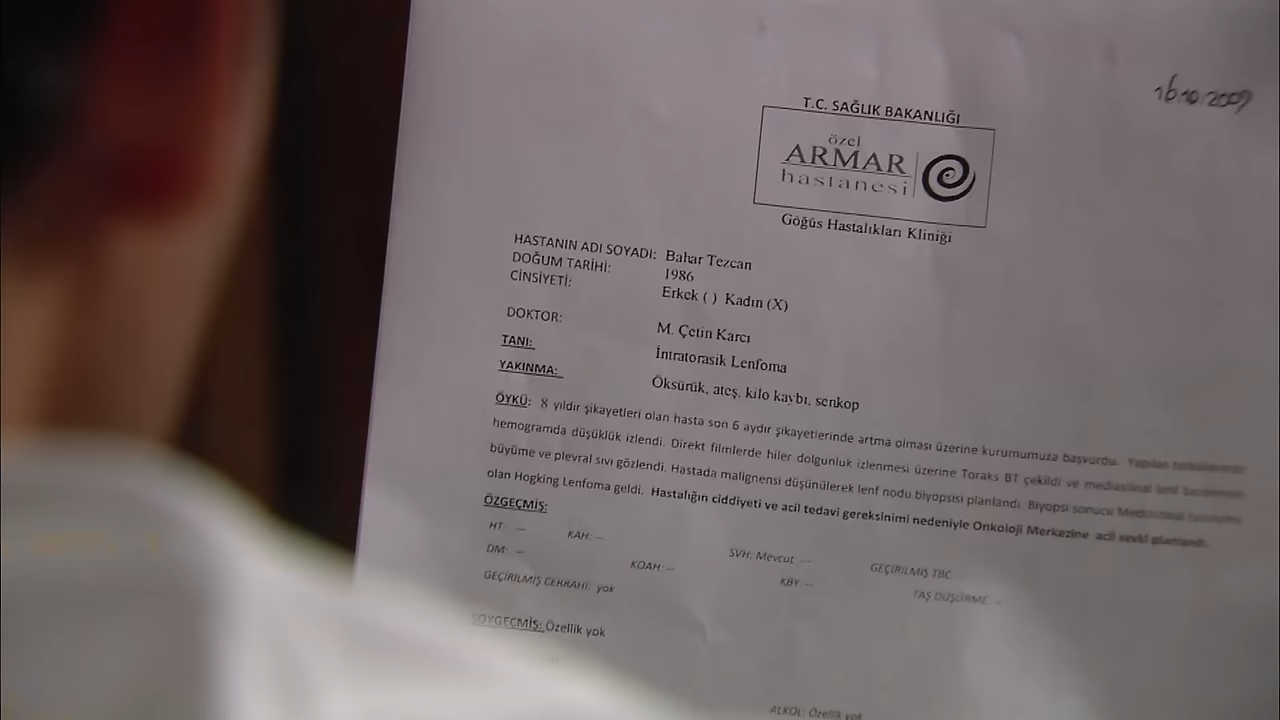 16.10.2009
T.C. SAĞLIK BAKANLIĞI
özel
ARMAR
hastanesi
Göğüs Hastalıkları Kliniği
HASTANIN ADI SOYADI: Bahar Tezcan
DOĞUM TARİHİ: 1986
CİNSİYETİ: Erkek ( ) Kadın (X)
DOKTOR: M. Çetin Karcı
TANI: İntratorasik Lenfoma
YAKINMA: Öksürük, ateş, kilo kaybı, senkop
ÖYKÜ: 8 yıldır şikayetleri olan hasta son 6 aydır şikayetlerinde artma olması üzerine kurumumuza başvurdu. Yapılan
hemogramda düşüklük izlendi. Direkt filmlerde hiler dolgunluk izlenmesi üzerine Toraks BT çekildi ve mediastinal lenf
büyüme ve plevral sıvı gözlendi. Hastada malignensi düşünülerek lenf nodu biyopsisi planlandı. Biyopsi sonucu Mediastinal
olan Hogking Lenfoma geldi. Hastalığın ciddiyeti ve acil tedavi gereksinimi nedeniyle Onkoloji Merkezine acil sevki planlandı.
ÖZGEÇMİŞ:
HT: -- KAH: -- SVH: Mevcut --- GEÇİRİLMİŞ TBC
DM: -- KOAH: -- KBY: -- TAŞ DÜŞÜRME: --
GEÇİRİLMİŞ CERRAHİ: yok
SOYGEÇMİŞ: Özellik yok
ALKOL: Özellik yok